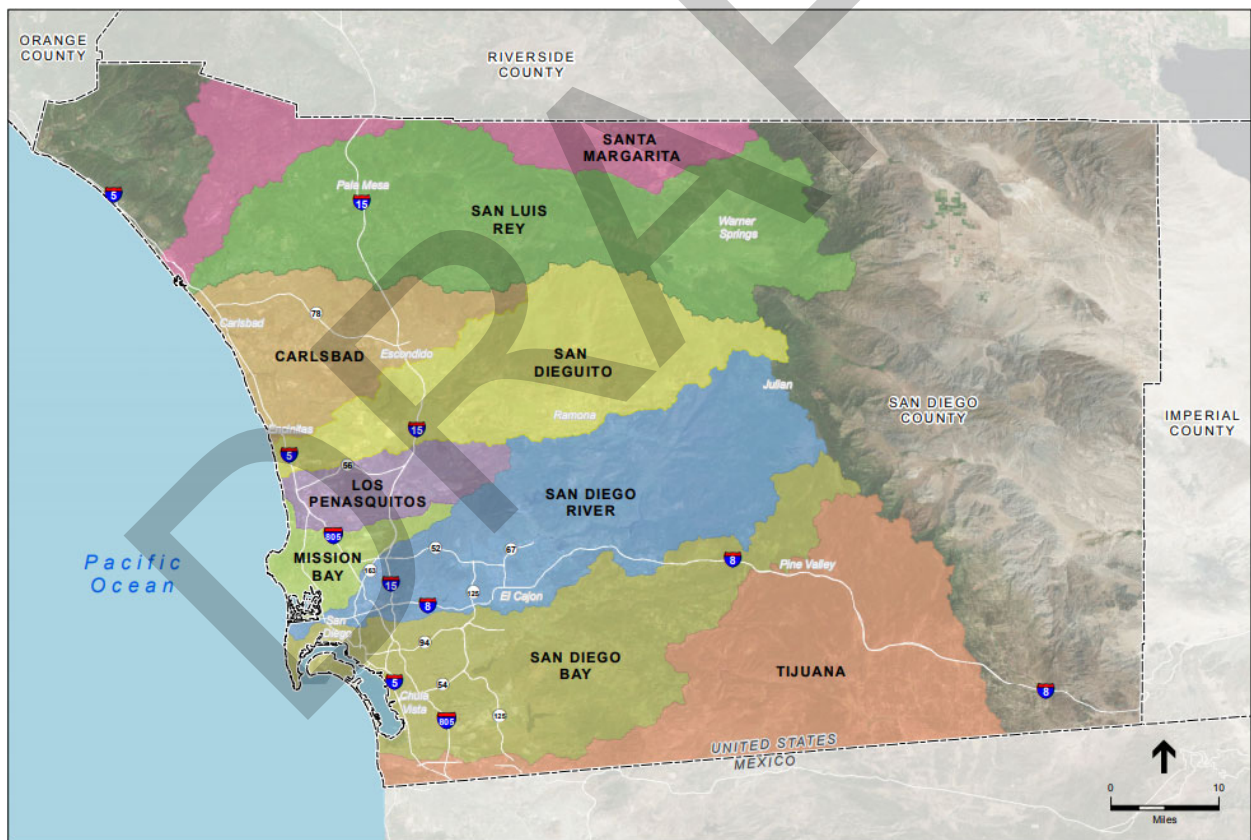 ORANGE
COUNTY
RIVERSIDE
COUNTY
SANTA
MARGARITA
5
Pala Mesa
15
SAN LUIS
REY
Warner
Springs
Carlsbad
78
CARLSBAD
Escondido
SAN
DIEGUITO
Julian
SAN DIEGO
COUNTY
IMPERIAL
COUNTY
Ramona
Encinitas
15
5
56
LOS
PENASQUITOS
SAN DIEGO
RIVER
805
52
67
MISSION
BAY
163
15
8
Pine Valley
Pacific
Ocean
125
El Cajon
8
San
Diego
94
SAN DIEGO
BAY
TIJUANA
5
54
Chula
Vista
805
125
8
UNITED STATES
MEXICO
0 10
Miles
DRAFT